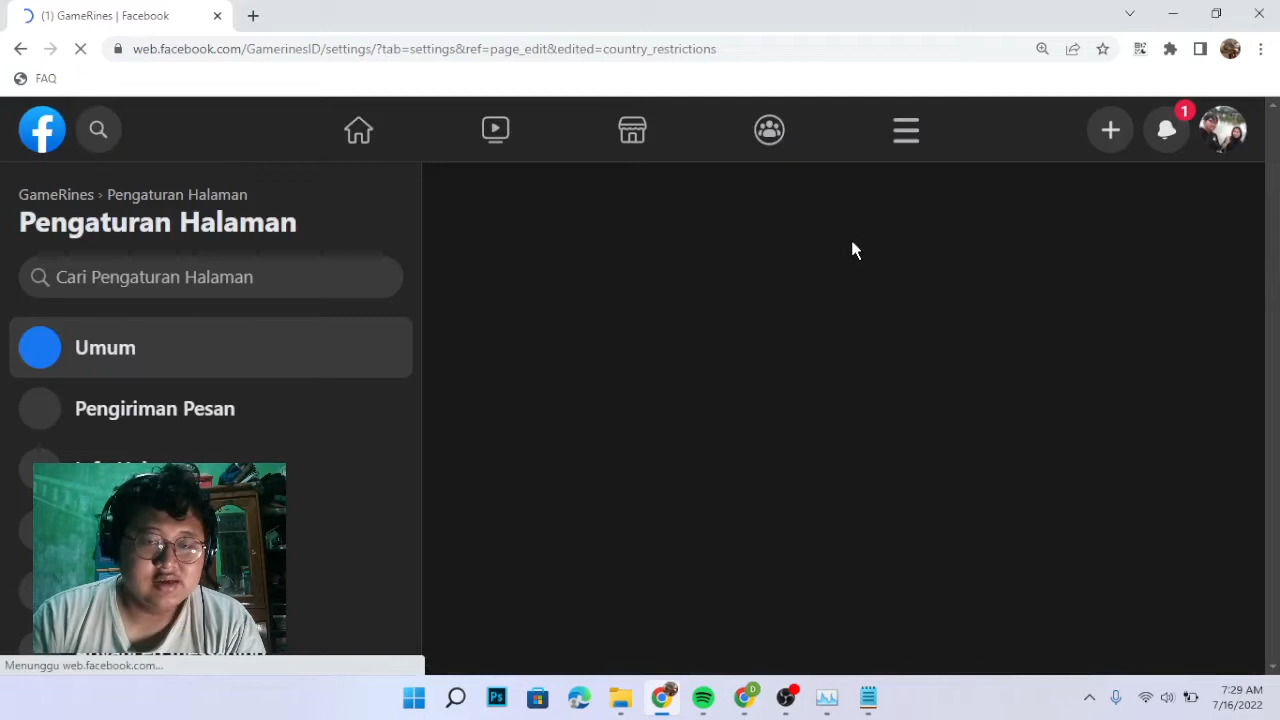 (1) GameRines | Facebook
web.facebook.com/GamerinesID/settings/?tab=settings&ref=page_edit&edited=country_restrictions
FAQ
1
GameRines › Pengaturan Halaman
Pengaturan Halaman
Cari Pengaturan Halaman
Umum
Pengiriman Pesan
Menunggu web.facebook.com...
Ps
D
7:29 AM
7/16/2022